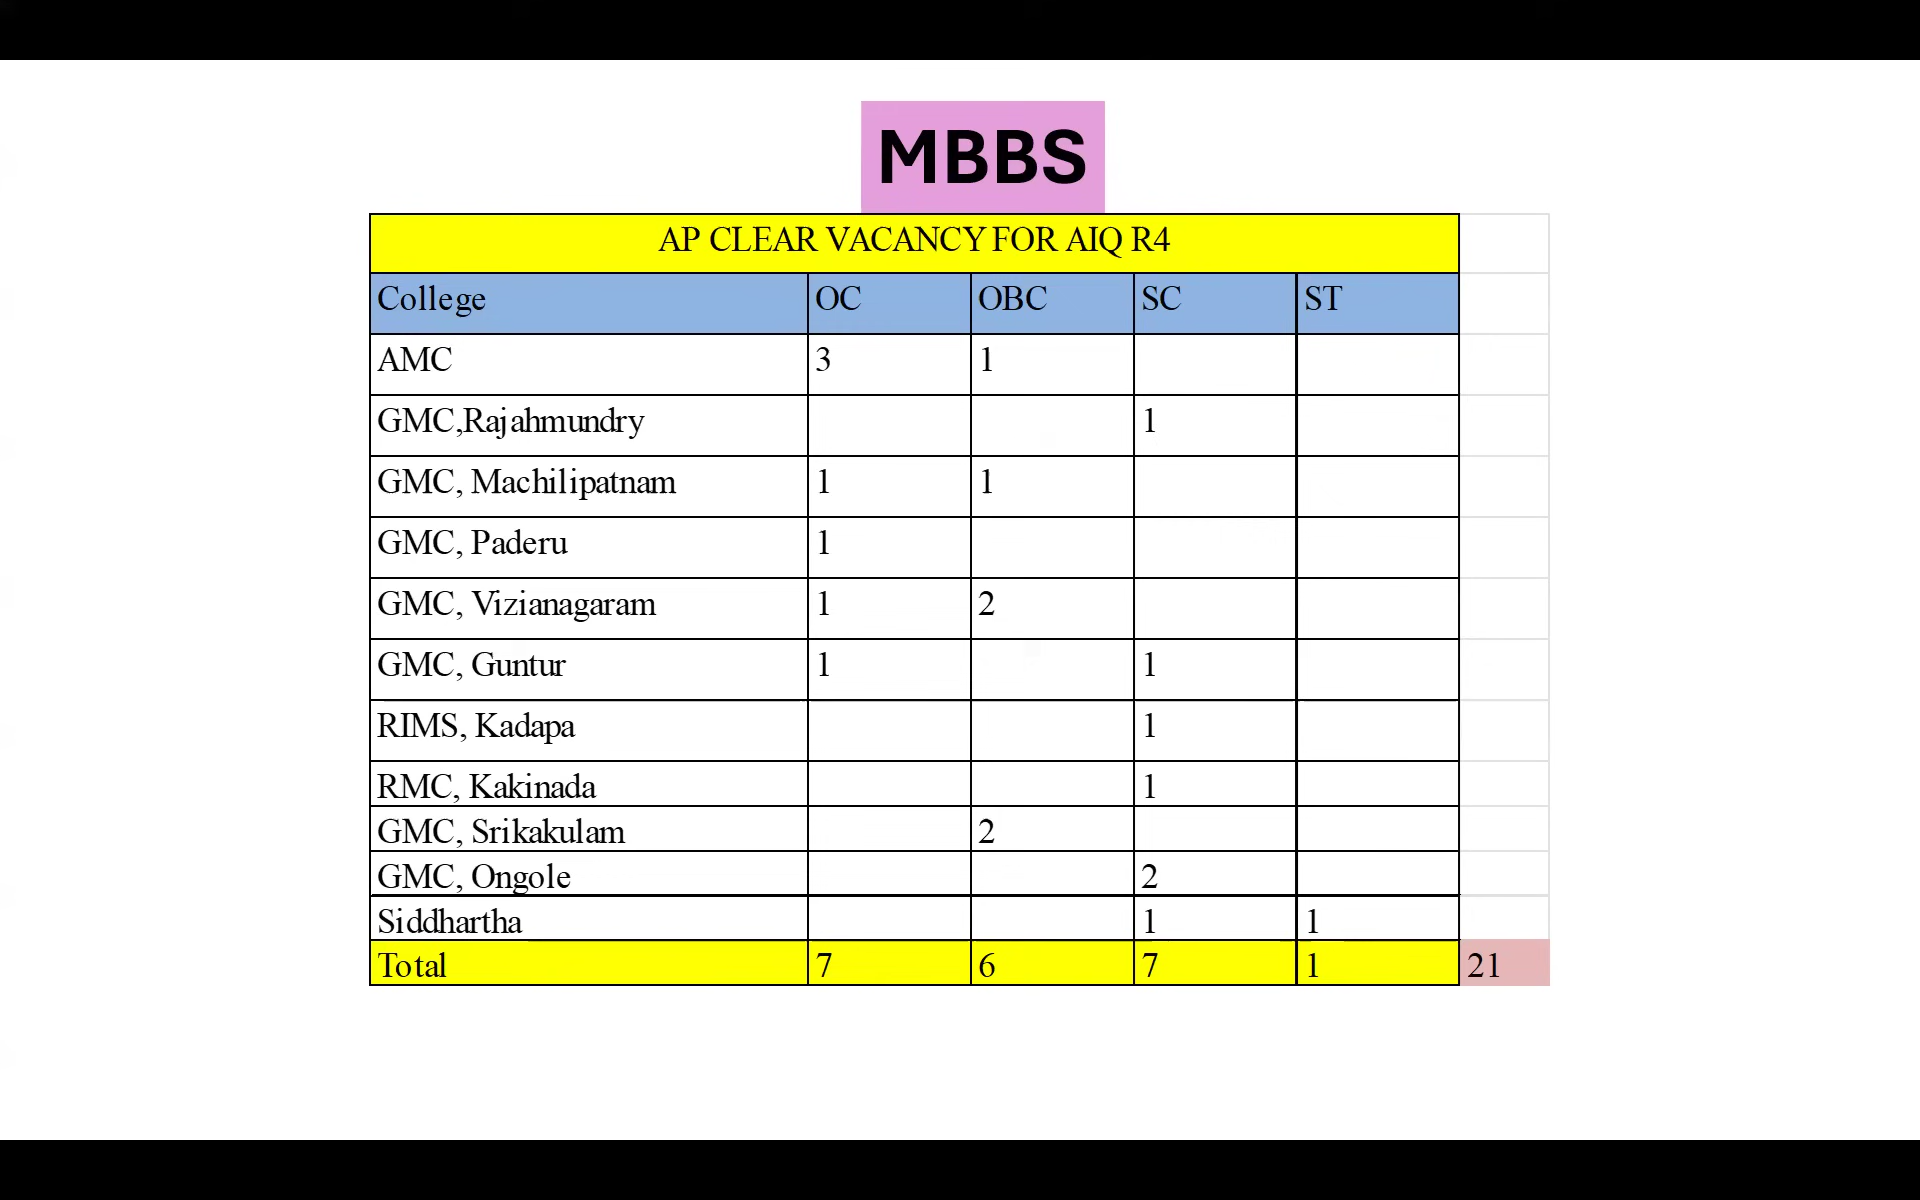 MBBS
AP CLEAR VACANCY FOR AIQ R4
College OC OBC SC ST
AMC 3 1
GMC,Rajahmundry 1
GMC, Machilipatnam 1 1
GMC, Paderu 1
GMC, Vizianagaram 1 2
GMC, Guntur 1 1
RIMS, Kadapa 1
RMC, Kakinada 1
GMC, Srikakulam 2
GMC, Ongole 2
Siddhartha 1 1
Total 7 6 7 1 21